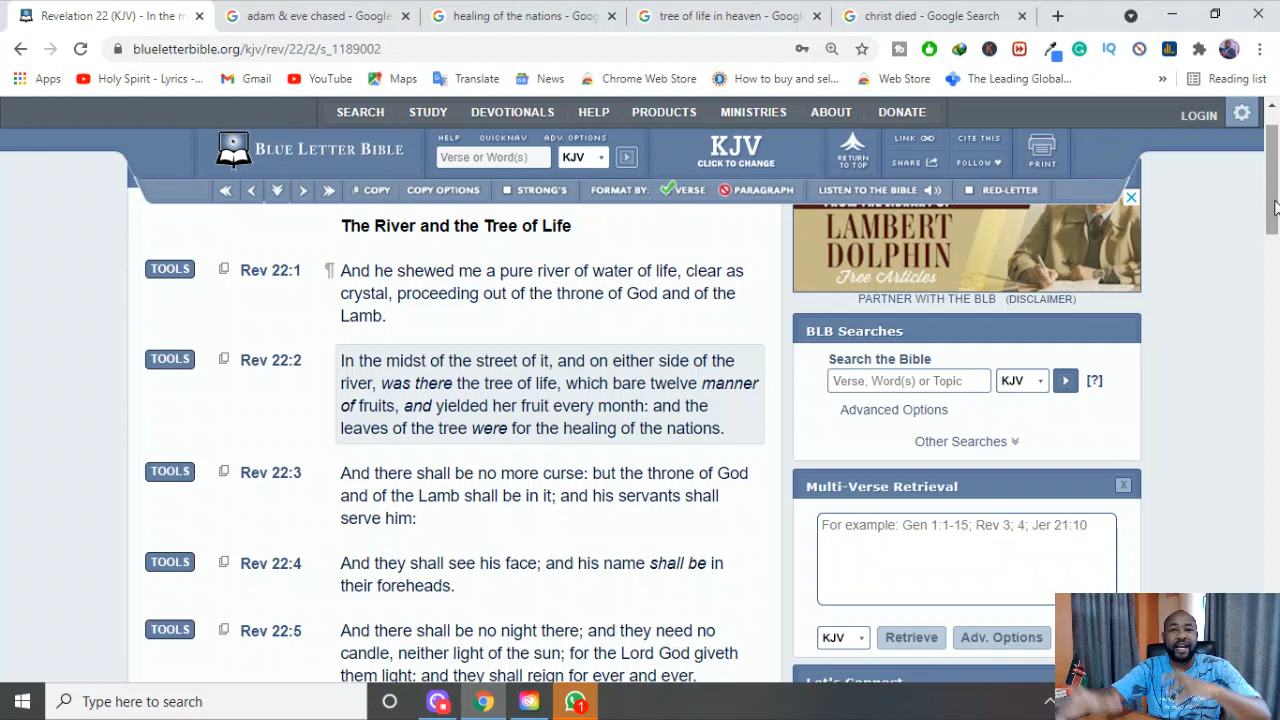 Revelation 22 (KJV) - In the m
adam & eve chased - Google
healing of the nations - Goo
tree of life in heaven - Goog
christ died - Google Search
blueletterbible.org/kjv/rev/22/2/s_1189002
Apps
Holy Spirit - Lyrics -...
Gmail
YouTube
Maps
Translate
News
Chrome Web Store
How to buy and sel...
Web Store
The Leading Global...
Reading list
SEARCH STUDY DEVOTIONALS HELP PRODUCTS MINISTRIES ABOUT DONATE
LOGIN
BLUE LETTER BIBLE
HELP QUICKNAV ADV. OPTIONS
Verse or Word(s)
KJV
KJV
CLICK TO CHANGE
RETURN
TO TOP
LINK
CITE THIS
SHARE
FOLLOW
PRINT
COPY COPY OPTIONS STRONG'S FORMAT BY: VERSE PARAGRAPH LISTEN TO THE BIBLE RED-LETTER
The River and the Tree of Life
TOOLS Rev 22:1 ¶ And he shewed me a pure river of water of life, clear as
crystal, proceeding out of the throne of God and of the
Lamb.
TOOLS Rev 22:2 In the midst of the street of it, and on either side of the
river, was there the tree of life, which bare twelve manner
of fruits, and yielded her fruit every month: and the
leaves of the tree were for the healing of the nations.
TOOLS Rev 22:3 And there shall be no more curse: but the throne of God
and of the Lamb shall be in it; and his servants shall
serve him:
TOOLS Rev 22:4 And they shall see his face; and his name shall be in
their foreheads.
TOOLS Rev 22:5 And there shall be no night there; and they need no
candle, neither light of the sun; for the Lord God giveth
them light: and they shall reign for ever and ever.
FROM THE LIBRARY OF
LAMBERT
DOLPHIN
Free Articles
PARTNER WITH THE BLB (DISCLAIMER)
BLB Searches
Search the Bible
Verse, Word(s) or Topic
KJV
[?]
Advanced Options
Other Searches
Multi-Verse Retrieval
X
For example: Gen 1:1-15; Rev 3; 4; Jer 21:10
KJV
Retrieve
Adv. Options
Let's Connect
Type here to search
1